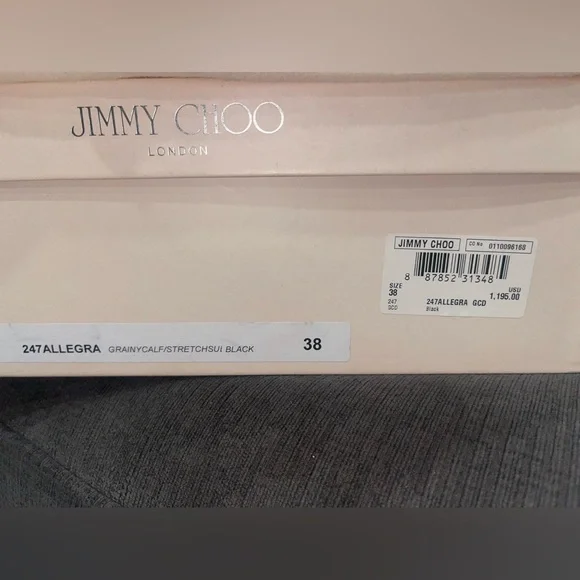 JIMMY CHOO
LONDON
JIMMY CHOO CO No. 0110096168
8 87852 31348
SIZE USD
38 1,195.00
247 247ALLEGRA GCD
GCD Black
247ALLEGRA GRAINYCALF/STRETCHSUI BLACK 38